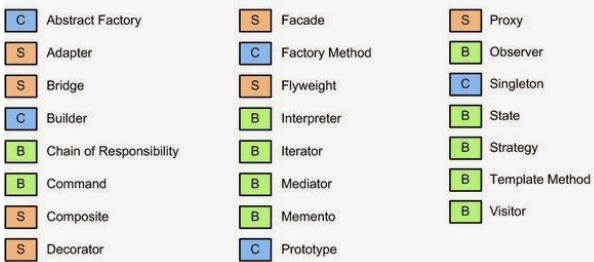 C Abstract Factory
S Adapter
S Bridge
C Builder
B Chain of Responsibility
B Command
S Composite
S Decorator
S Facade
C Factory Method
S Flyweight
B Interpreter
B Iterator
B Mediator
B Memento
C Prototype
S Proxy
B Observer
C Singleton
B State
B Strategy
B Template Method
B Visitor